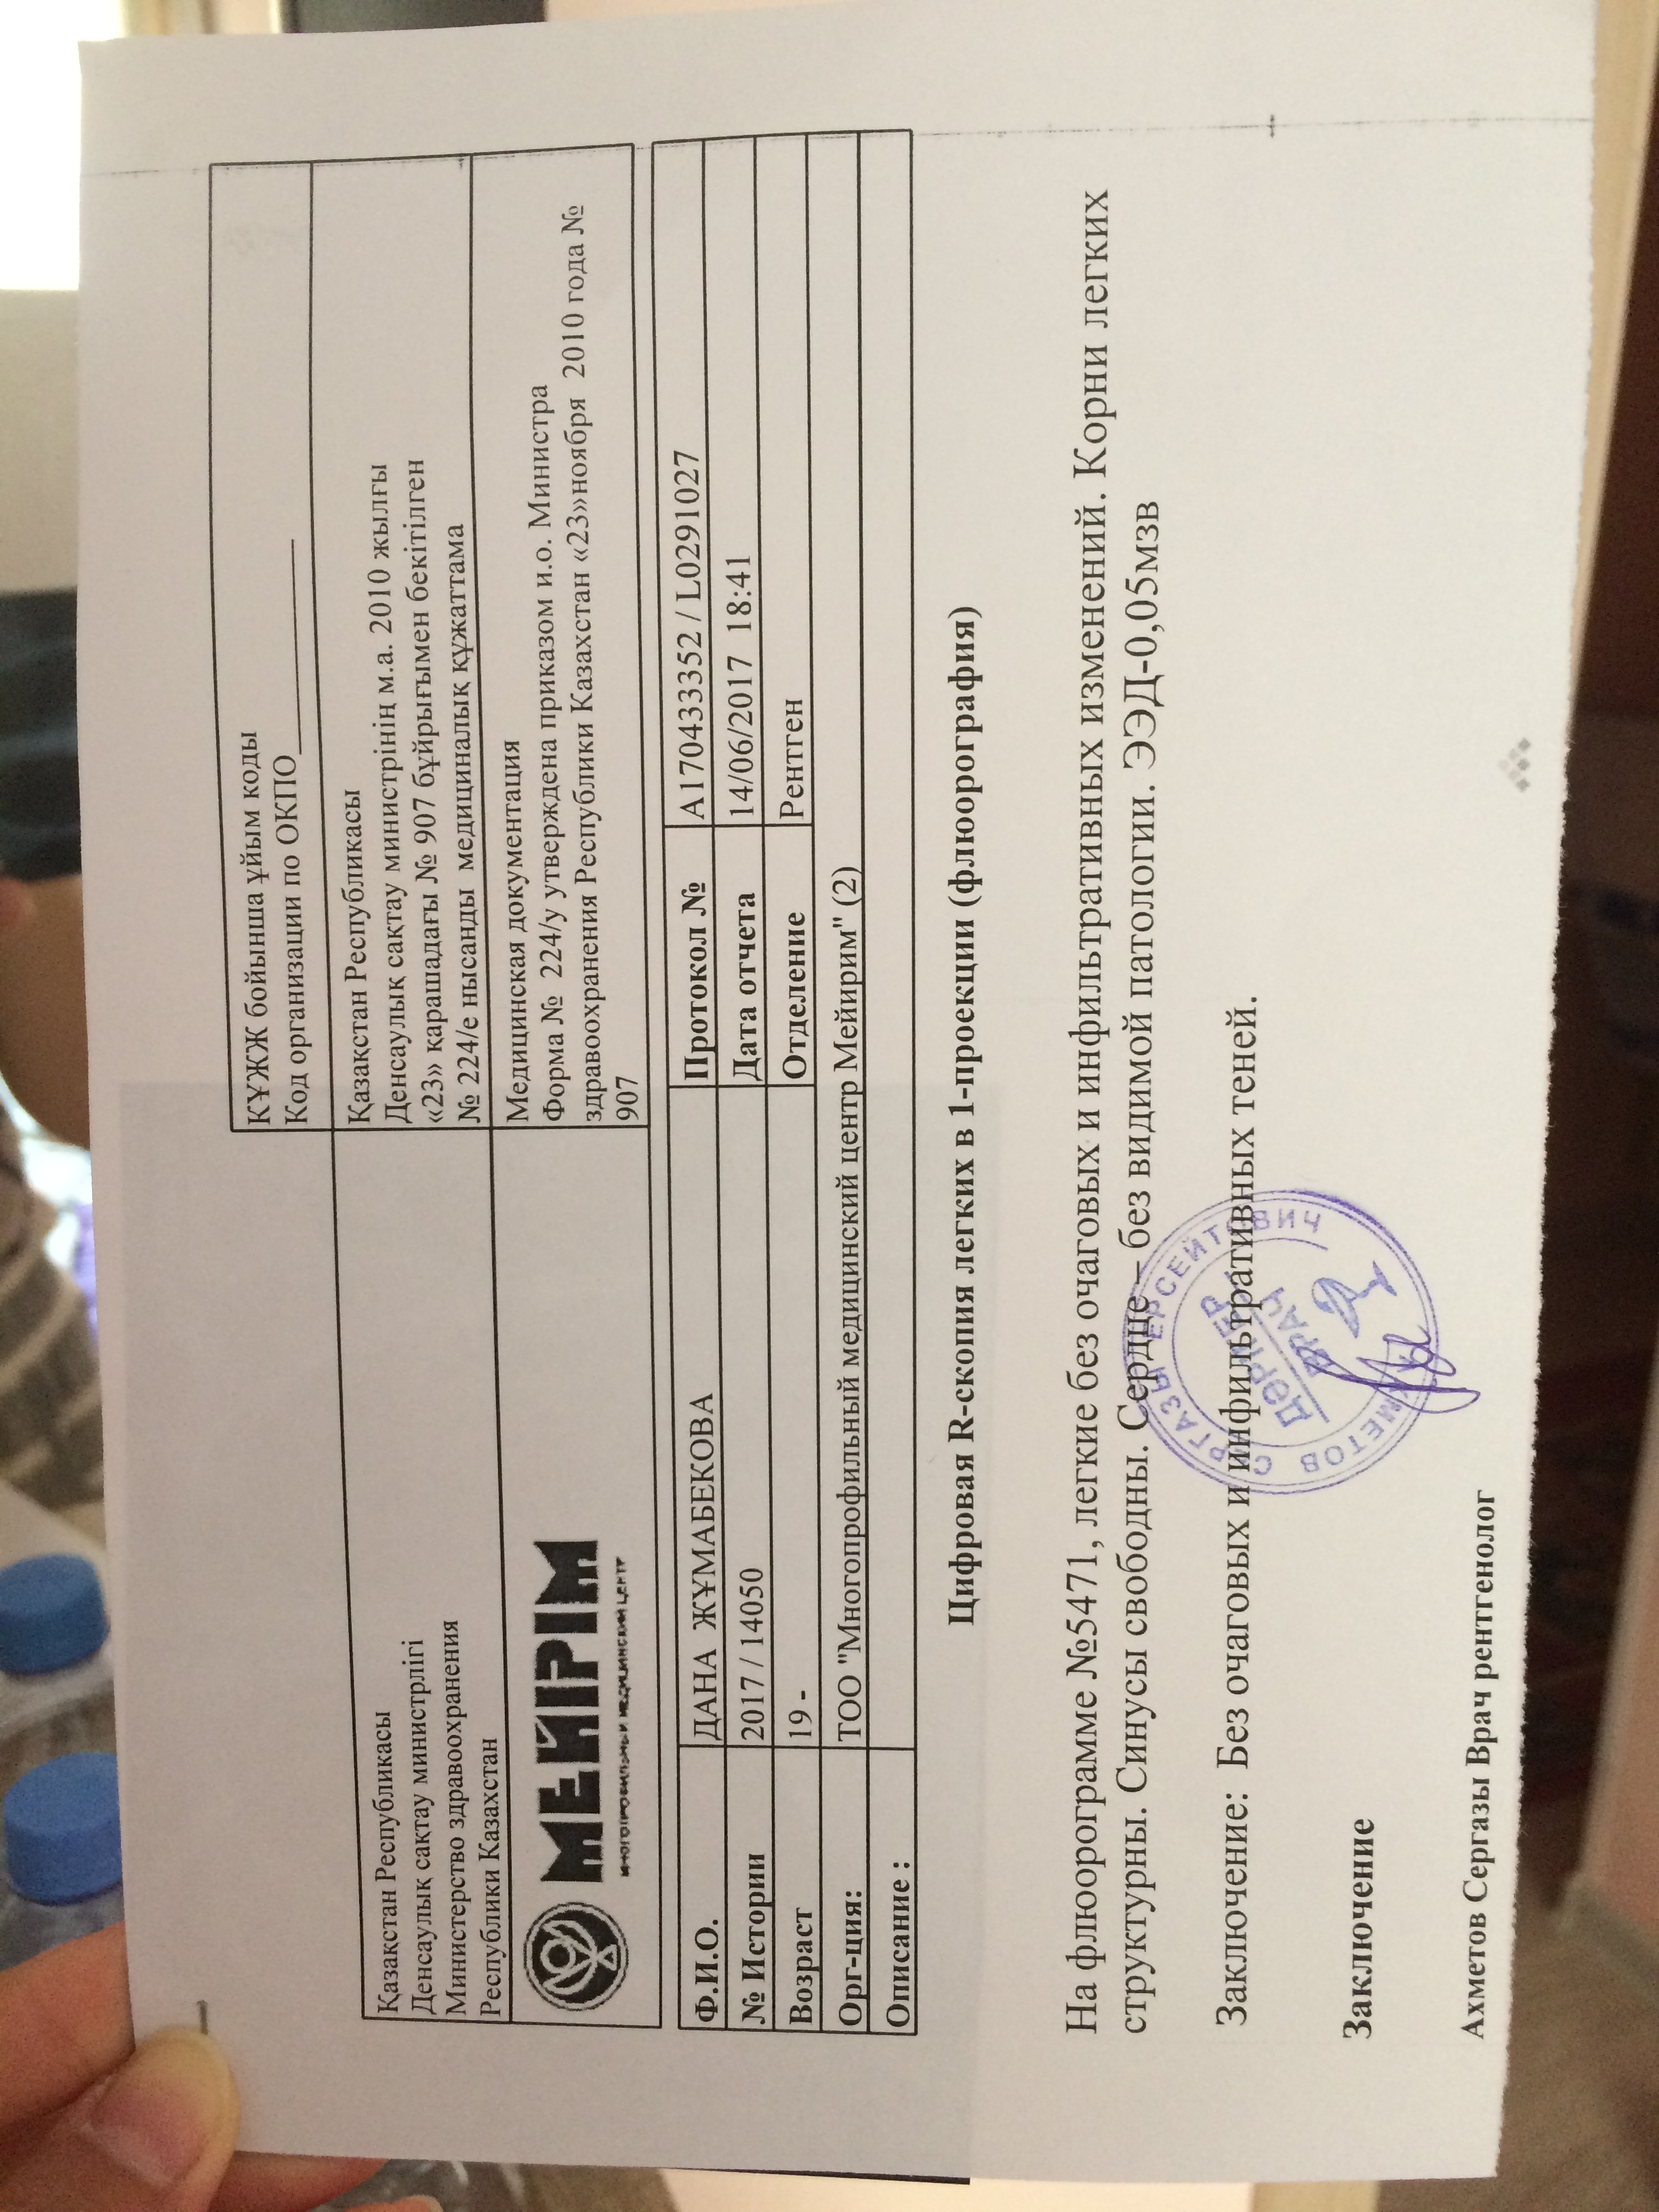 Қазақстан Республикасы
Денсаулық сақтау министрлігі
Министерство здравоохранения
Республики Казахстан
КҰЖЖ бойынша ұйым коды
Код организации по ОКПО____________
Қазақстан Республикасы
Денсаулық сақтау министрінің м.а. 2010 жылғы
«23» қарашадағы № 907 бұйрығымен бекітілген
№ 224/е нысанды медициналық құжаттама
МЕЙІРІМ
МНОГОПРОФИЛЬНЫЙ МЕДИЦИНСКИЙ ЦЕНТР
Медицинская документация
Форма № 224/у утверждена приказом и.о. Министра
здравоохранения Республики Казахстан «23»ноября 2010 года №
907
Ф.И.О. ДАНА ЖҰМАБЕКОВА Протокол № A170433352 / L0291027
№ Истории 2017 / 14050 Дата отчета 14/06/2017 18:41
Возраст 19 - Отделение Рентген
Орг-ция: ТОО "Многопрофильный медицинский центр Мейирим" (2)
Описание :
Цифровая R-скопия легких в 1-проекции (флюорография)
На флюорограмме №5471, легкие без очаговых и инфильтративных изменений. Корни легких
структурны. Синусы свободны. Сердце – без видимой патологии. ЭЭД-0,05мзв
Заключение: Без очаговых и инфильтративных теней.
АХМЕТОВ СЕРГАЗЫ ЕРСЕЙТОВИЧ
ДӘРІГЕР
ВРАЧ
Заключение
Ахметов Сергазы Врач рентгенолог